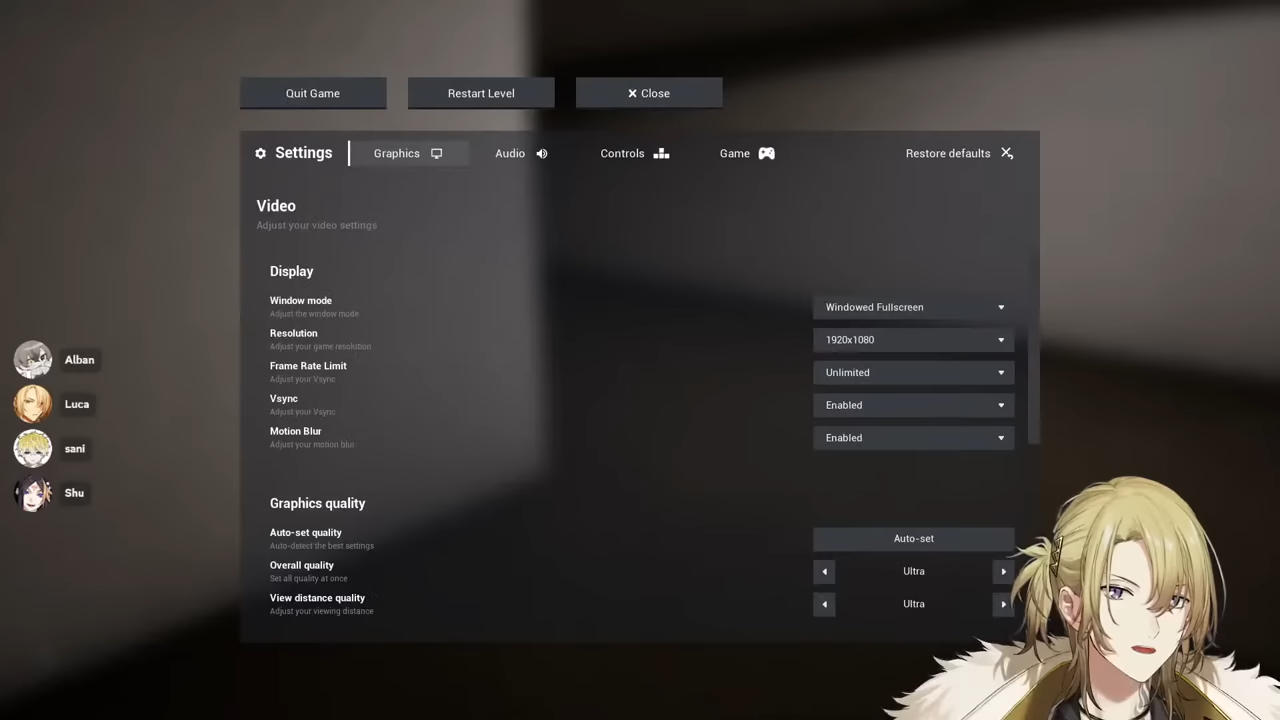 Quit Game
Restart Level
Close
Settings
Graphics
Audio
Controls
Game
Restore defaults
Video
Adjust your video settings
Display
Window mode
Adjust the window mode
Windowed Fullscreen
Resolution
Adjust your game resolution
1920x1080
Frame Rate Limit
Adjust your Vsync
Unlimited
Vsync
Adjust your Vsync
Enabled
Motion Blur
Adjust your motion blur
Enabled
Graphics quality
Auto-set quality
Auto-detect the best settings
Auto-set
Overall quality
Set all quality at once
Ultra
View distance quality
Adjust your viewing distance
Ultra
Alban
Luca
sani
Shu